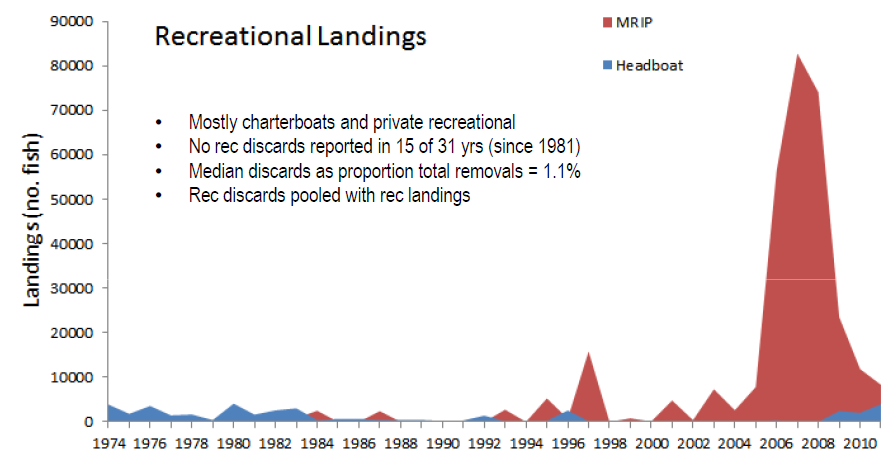 Recreational Landings
MRIP
Headboat
• Mostly charterboats and private recreational
• No rec discards reported in 15 of 31 yrs (since 1981)
• Median discards as proportion total removals = 1.1%
• Rec discards pooled with rec landings
Landings (no. fish)
90000
80000
70000
60000
50000
40000
30000
20000
10000
0
1974 1976 1978 1980 1982 1984 1986 1988 1990 1992 1994 1996 1998 2000 2002 2004 2006 2008 2010